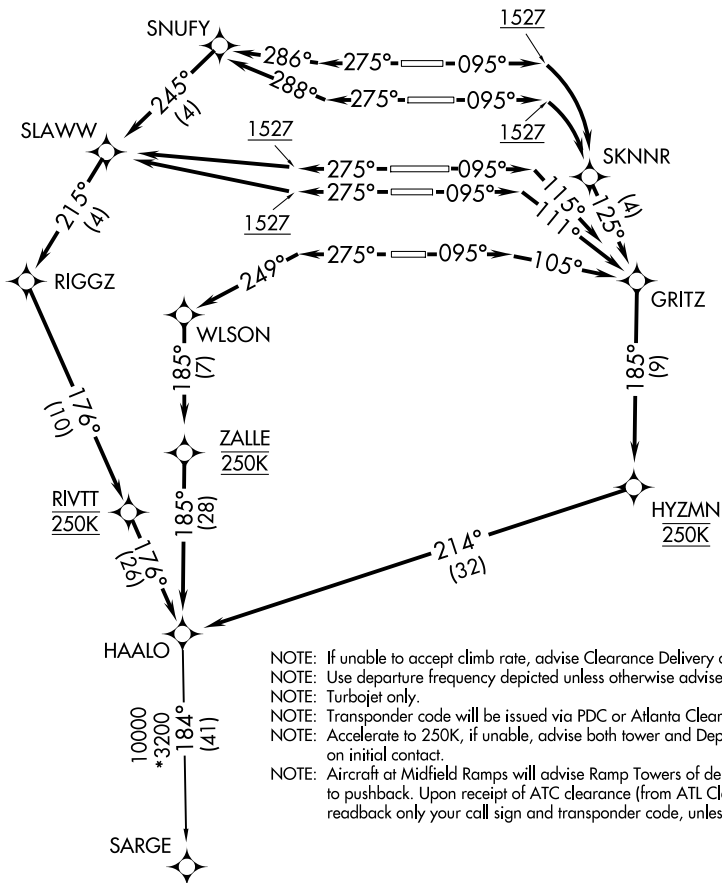 SNUFY
1527
286° 275° 095°
288° 275° 095°
245°
(4)
SLAWW
1527
1527
SKNNR
275° 095°
275° 095°
1527
115°
111°
125°
(4)
215°
(4)
249° 275° 095° 105°
RIGGZ
GRITZ
WLSON
185°
(7)
185°
(9)
176°
(10)
ZALLE
250K
RIVTT
250K
HYZMN
250K
185°
(28)
176°
(26)
214°
(32)
HAALO
10000
*3200
184°
(41)
SARGE
NOTE: If unable to accept climb rate, advise Clearance Delivery
NOTE: Use departure frequency depicted unless otherwise advise
NOTE: Turbojet only.
NOTE: Transponder code will be issued via PDC or Atlanta Clear
NOTE: Accelerate to 250K, if unable, advise both tower and Dep
on initial contact.
NOTE: Aircraft at Midfield Ramps will advise Ramp Towers of de
to pushback. Upon receipt of ATC clearance (from ATL Cle
readback only your call sign and transponder code, unles